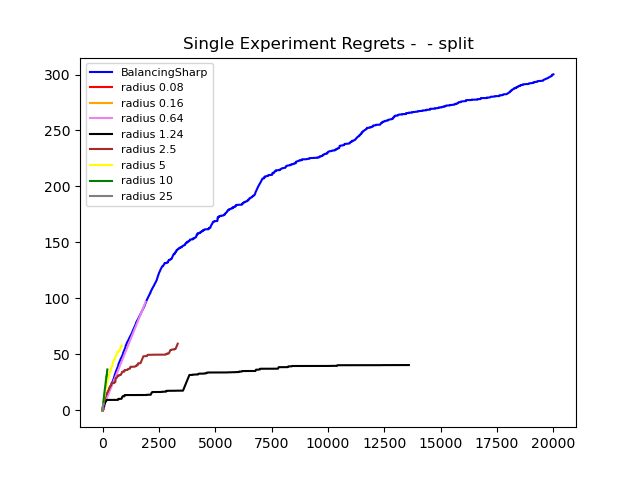 Single Experiment Regrets -  - split
300
250
200
150
100
50
0
BalancingSharp
radius 0.08
radius 0.16
radius 0.64
radius 1.24
radius 2.5
radius 5
radius 10
radius 25
0 2500 5000 7500 10000 12500 15000 17500 20000